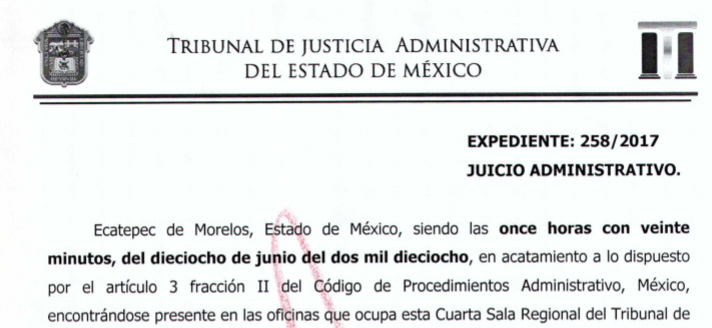 TRIBUNAL DE JUSTICIA ADMINISTRATIVA
DEL ESTADO DE MÉXICO
EXPEDIENTE: 258/2017
JUICIO ADMINISTRATIVO.
Ecatepec de Morelos, Estado de México, siendo las once horas con veinte
minutos, del dieciocho de junio del dos mil dieciocho, en acatamiento a lo dispuesto
por el artículo 3 fracción II del Código de Procedimientos Administrativo, México,
encontrándose presente en las oficinas que ocupa esta Cuarta Sala Regional del Tribunal de